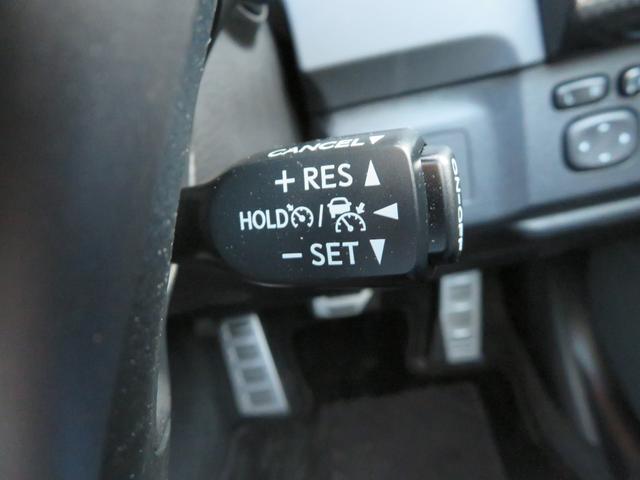 CANCEL▼
+ RES ▲
HOLD / ◀
− SET ▼
ON-OFF